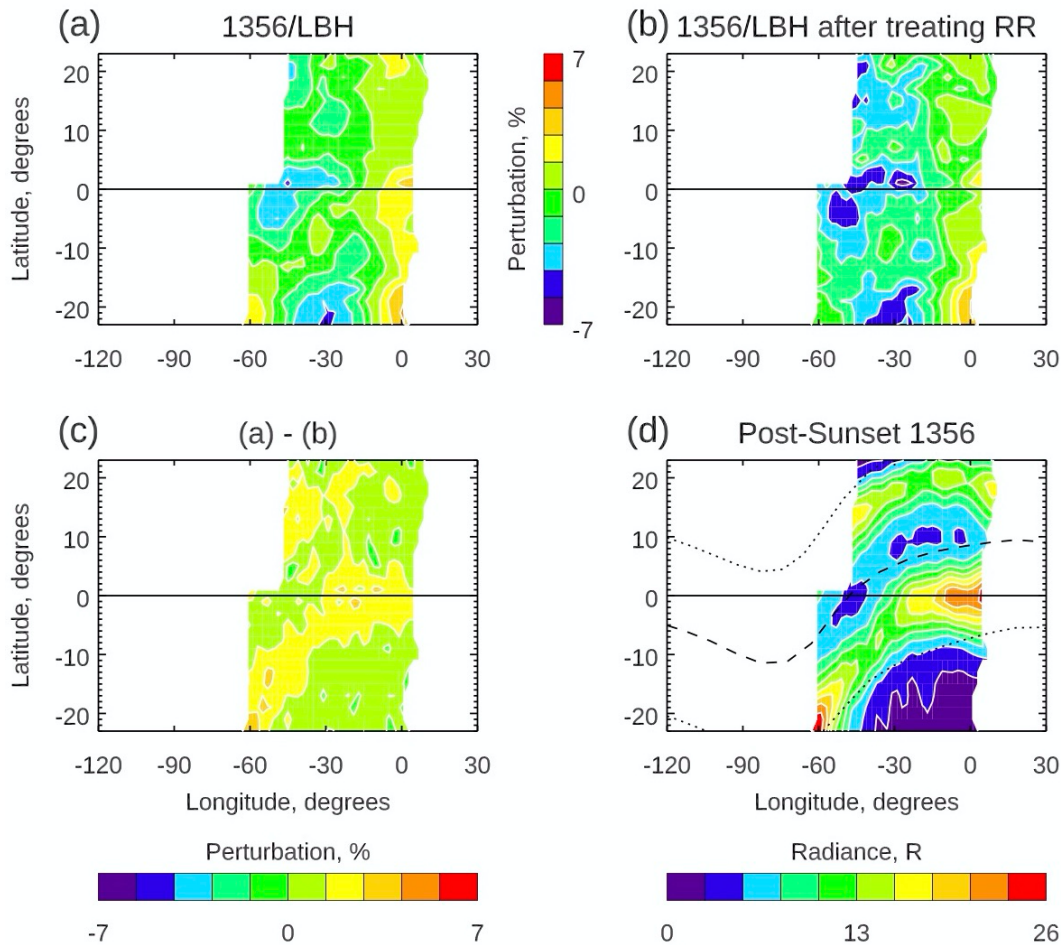 (a) 1356/LBH
(b) 1356/LBH after treating RR
Latitude, degrees
20
10
0
-10
-20
-120 -90 -60 -30 0 30
Perturbation, %
7
0
-7
20
10
0
-10
-20
-120 -90 -60 -30 0 30
(c) (a) - (b)
(d) Post-Sunset 1356
Latitude, degrees
20
10
0
-10
-20
-120 -90 -60 -30 0 30
Longitude, degrees
20
10
0
-10
-20
-120 -90 -60 -30 0 30
Longitude, degrees
Perturbation, %
-7 0 7
Radiance, R
0 13 26